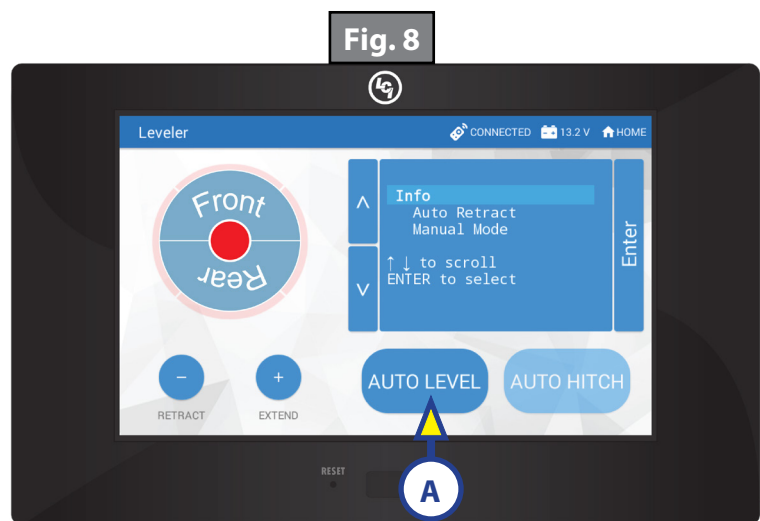 Fig. 8
LCI
Leveler
CONNECTED 13.2 V HOME
Front
Rear
^
v
Info
Auto Retract
Manual Mode
↑ ↓ to scroll
ENTER to select
Enter
−
+
RETRACT
EXTEND
AUTO LEVEL
AUTO HITCH
RESET
A